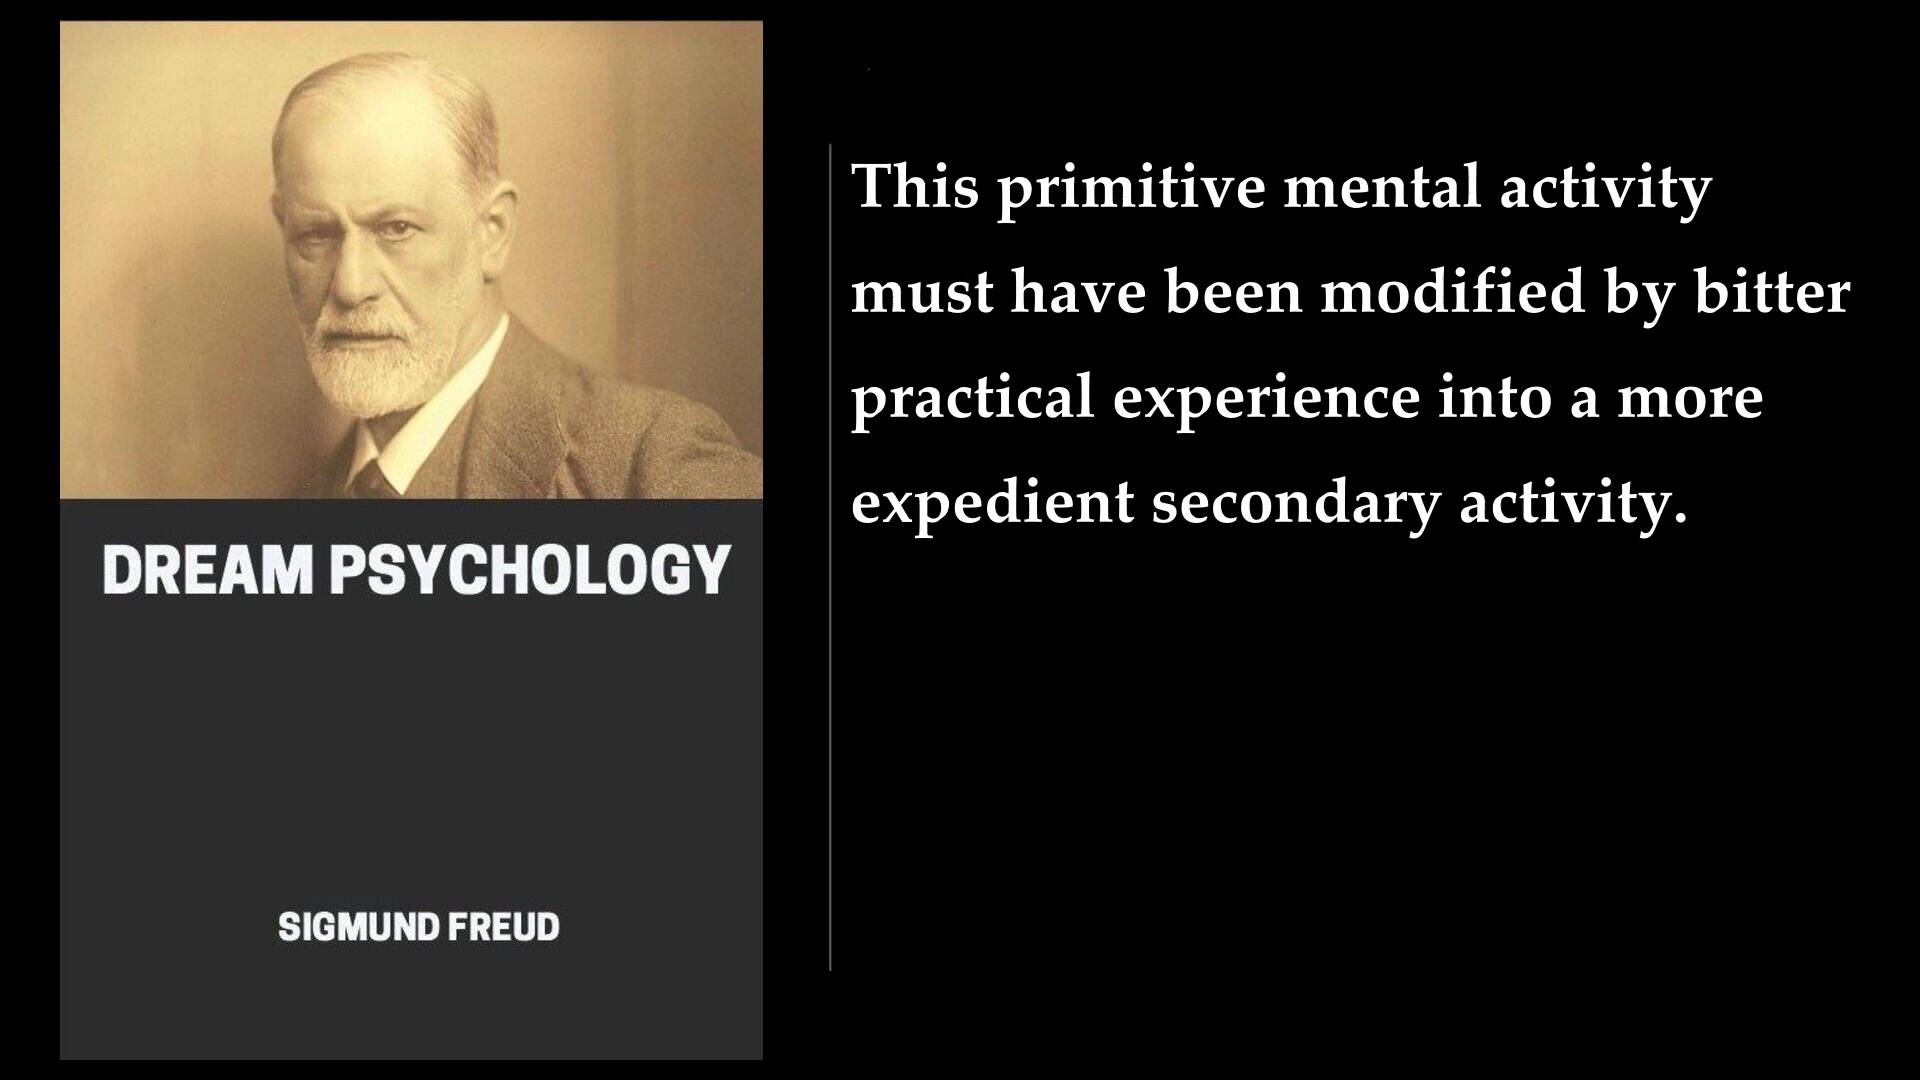 DREAM PSYCHOLOGY
SIGMUND FREUD
This primitive mental activity
must have been modified by bitter
practical experience into a more
expedient secondary activity.